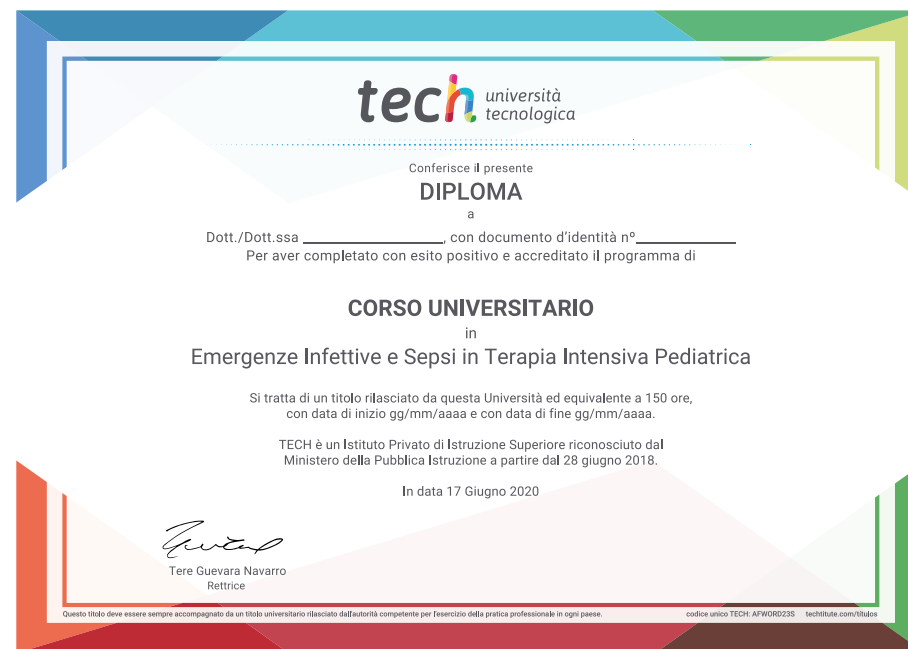 tech università
tecnologica
Conferisce il presente
DIPLOMA
a
Dott./Dott.ssa ____________________, con documento d'identità nº______________
Per aver completato con esito positivo e accreditato il programma di
CORSO UNIVERSITARIO
in
Emergenze Infettive e Sepsi in Terapia Intensiva Pediatrica
Si tratta di un titolo rilasciato da questa Università ed equivalente a 150 ore,
con data di inizio gg/mm/aaaa e con data di fine gg/mm/aaaa.
TECH è un Istituto Privato di Istruzione Superiore riconosciuto dal
Ministero della Pubblica Istruzione a partire dal 28 giugno 2018.
In data 17 Giugno 2020
Tere Guevara Navarro
Rettrice
Questo titolo deve essere sempre accompagnato da un titolo universitario rilasciato dall'autorità competente per l'esercizio della pratica professionale in ogni paese. codice unico TECH: AFWORD23S techtitute.com/titulos